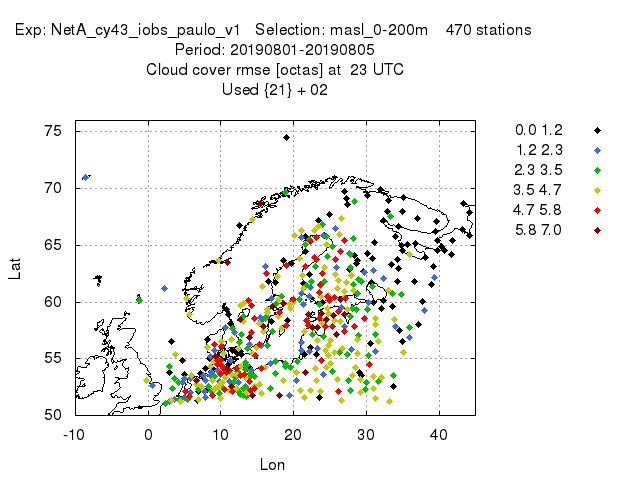 Exp: NetA_cy43_iobs_paulo_v1   Selection: masl_0-200m    470 stations
Period: 20190801-20190805
Cloud cover rmse [octas] at  23 UTC
Used {21} + 02
75
70
65
60
55
50
Lat
-10 0 10 20 30 40
Lon
0.0 1.2
1.2 2.3
2.3 3.5
3.5 4.7
4.7 5.8
5.8 7.0